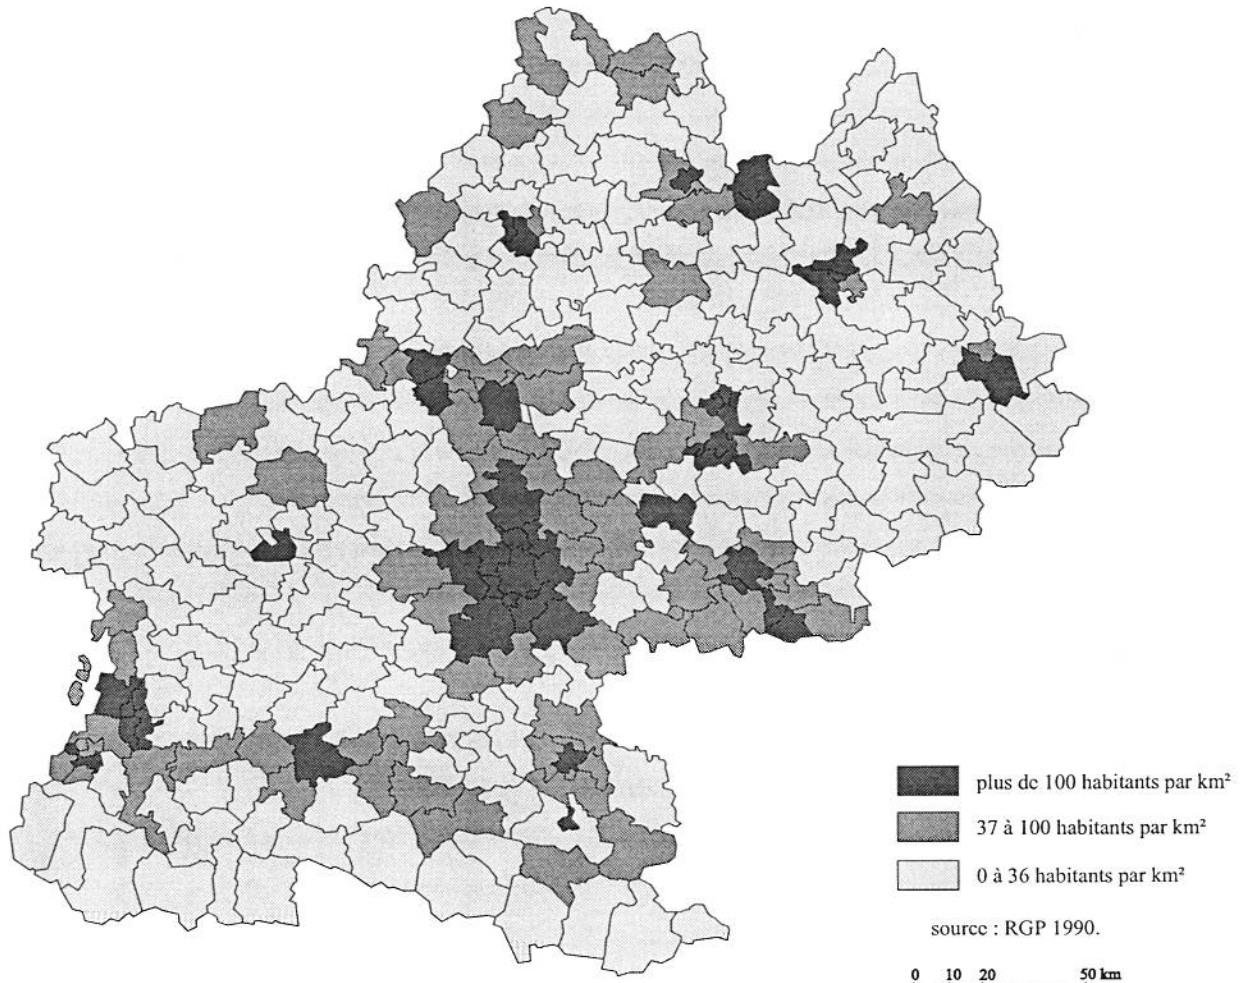 plus de 100 habitants par km²
37 à 100 habitants par km²
0 à 36 habitants par km²
source : RGP 1990.
0 10 20 50 km